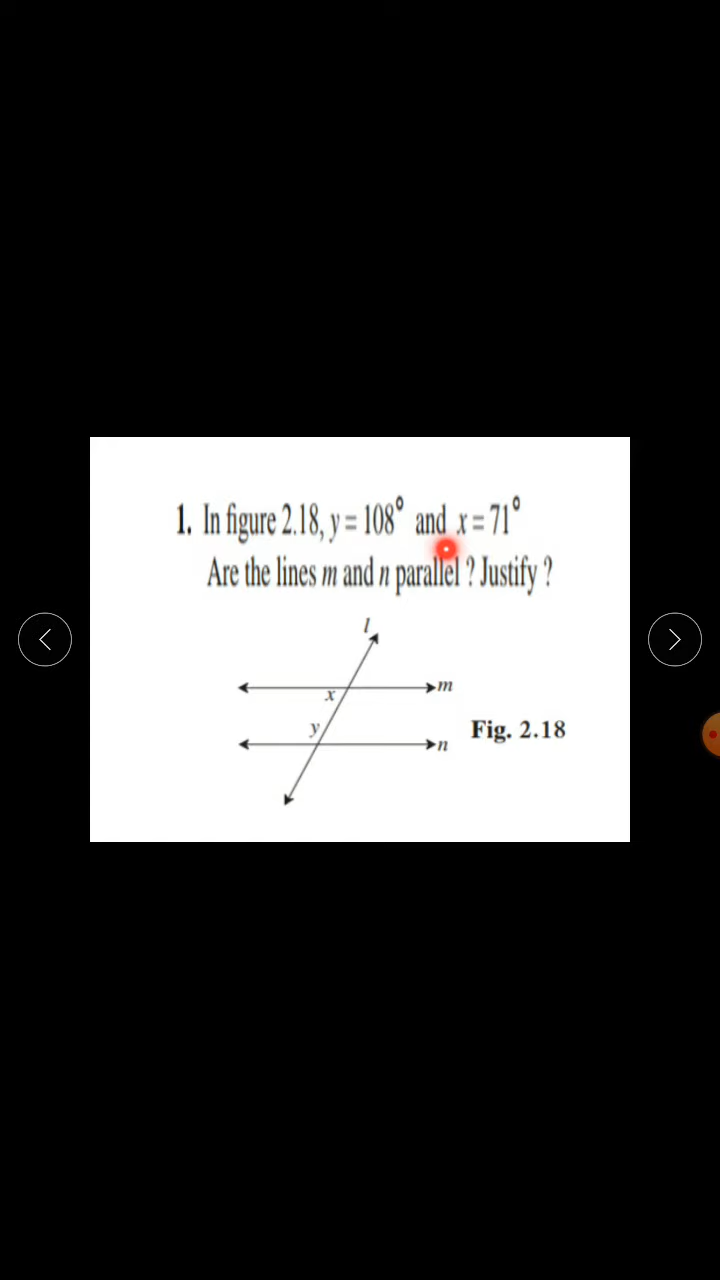 1. In figure 2.18, y = 108° and x = 71°
Are the lines m and n parallel ? Justify ?
l
x
m
y
n
Fig. 2.18